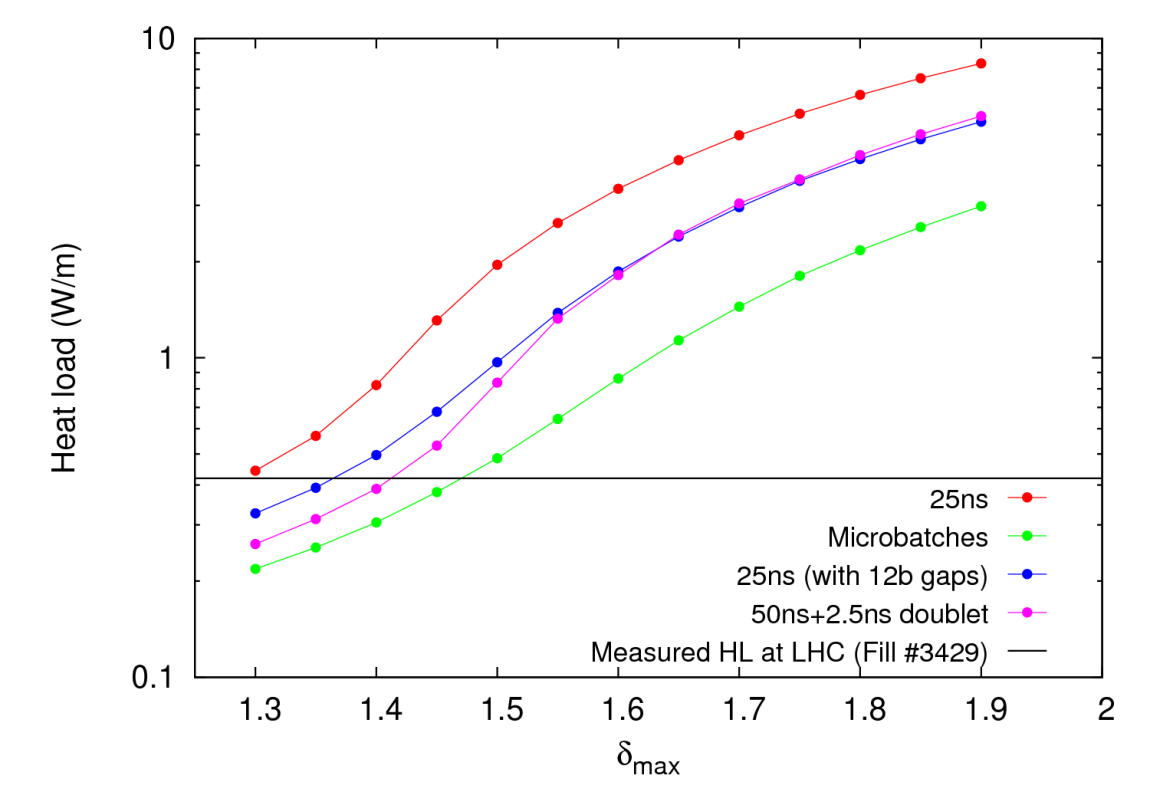 10
1
0.1
Heat load (W/m)
25ns
Microbatches
25ns (with 12b gaps)
50ns+2.5ns doublet
Measured HL at LHC (Fill #3429)
1.3 1.4 1.5 1.6 1.7 1.8 1.9 2
δmax